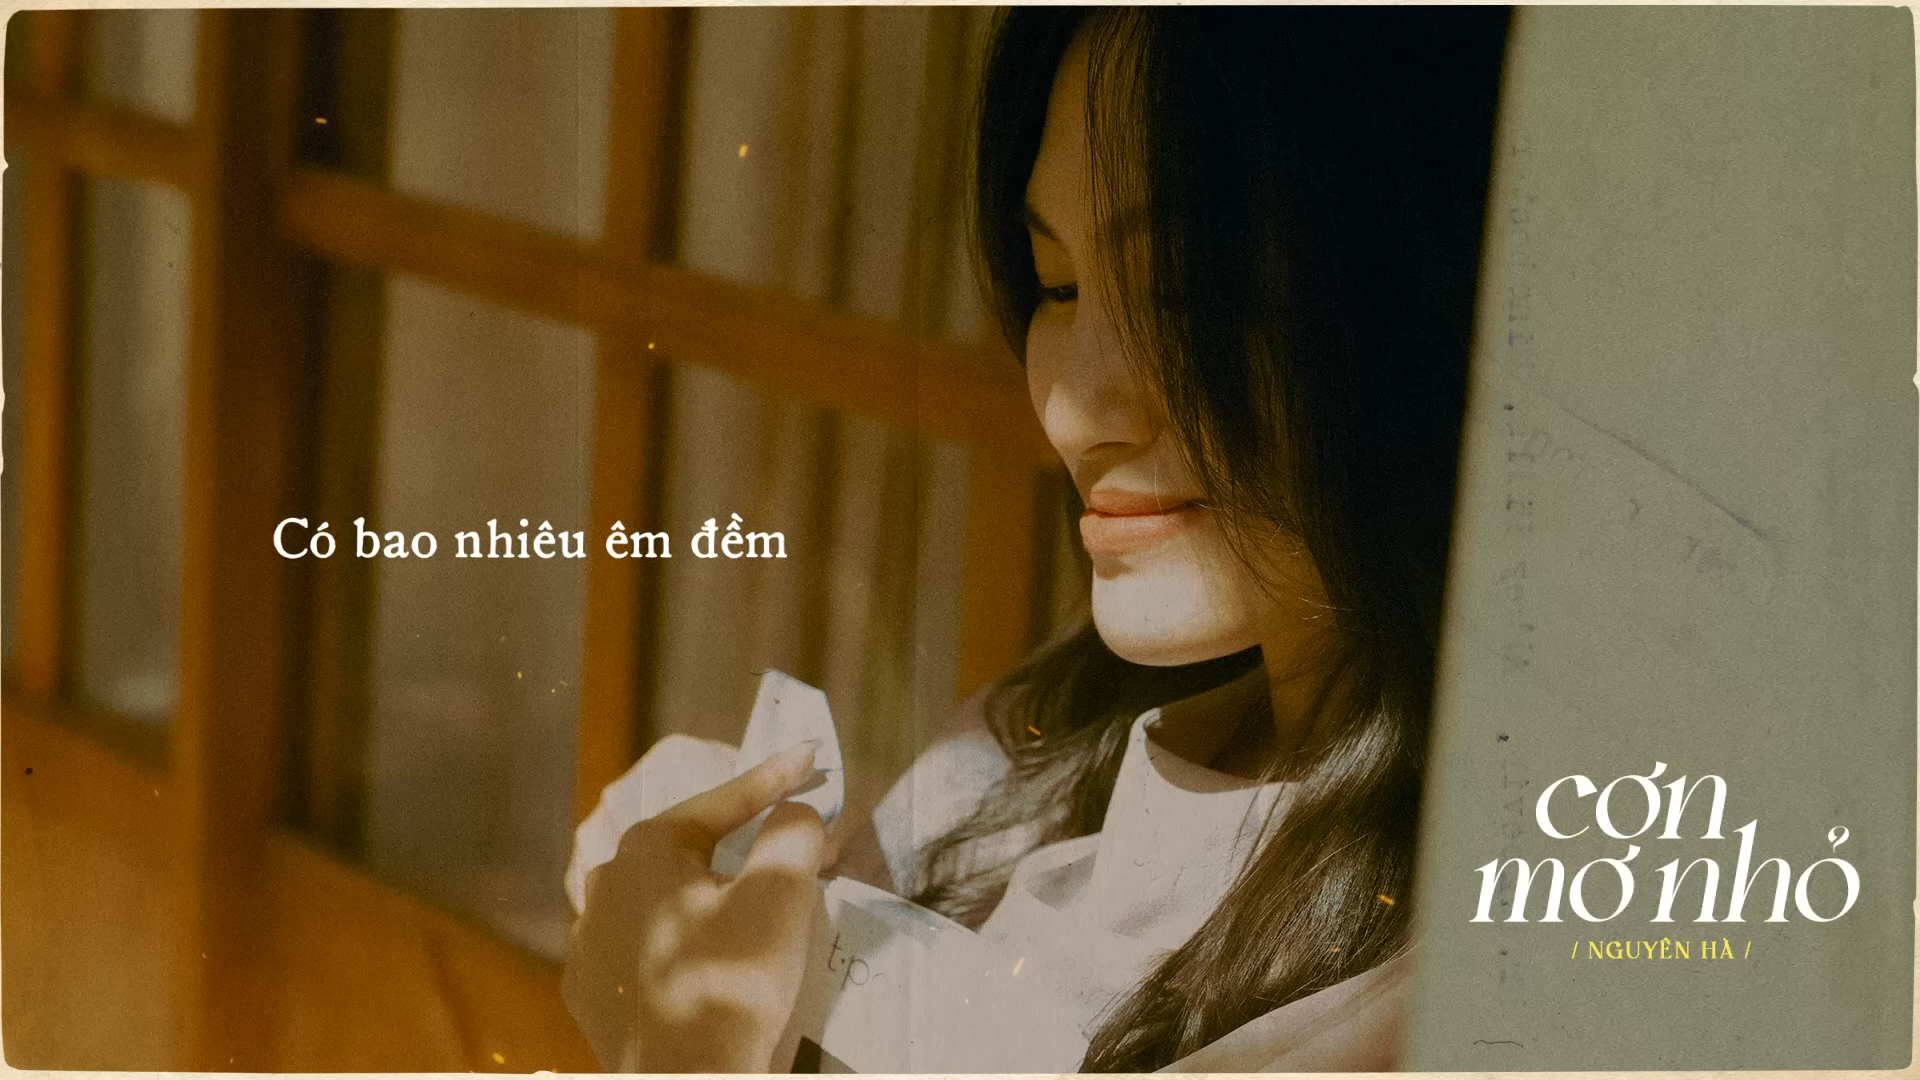 Có bao nhiêu êm đềm
cơn
mơ nhỏ
/ NGUYÊN HÀ /